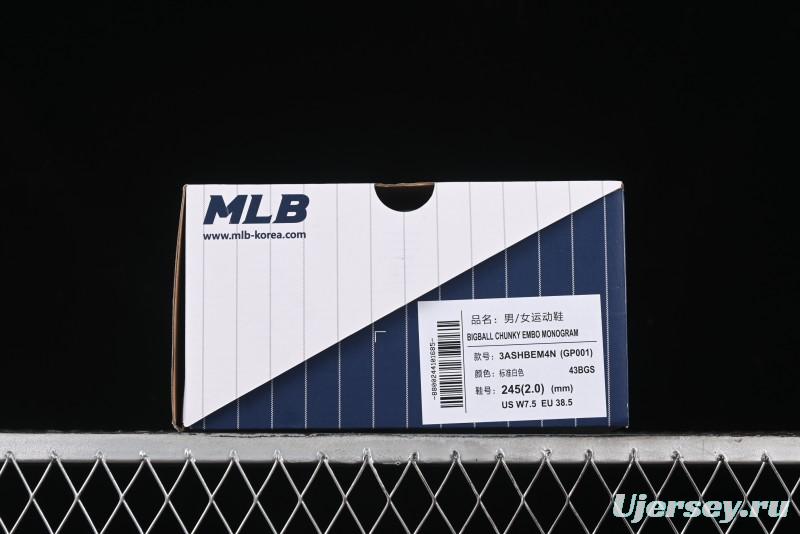 MLB
www.mlb-korea.com
品名：男/女运动鞋
BIGBALL CHUNKY EMBO MONOGRAM
款号：3ASHBEM4N (GP001)
颜色：标准白色 43BGS
鞋号：245(2.0) (mm)
US W7.5 EU 38.5
-8800244101685-
Ujersey.ru